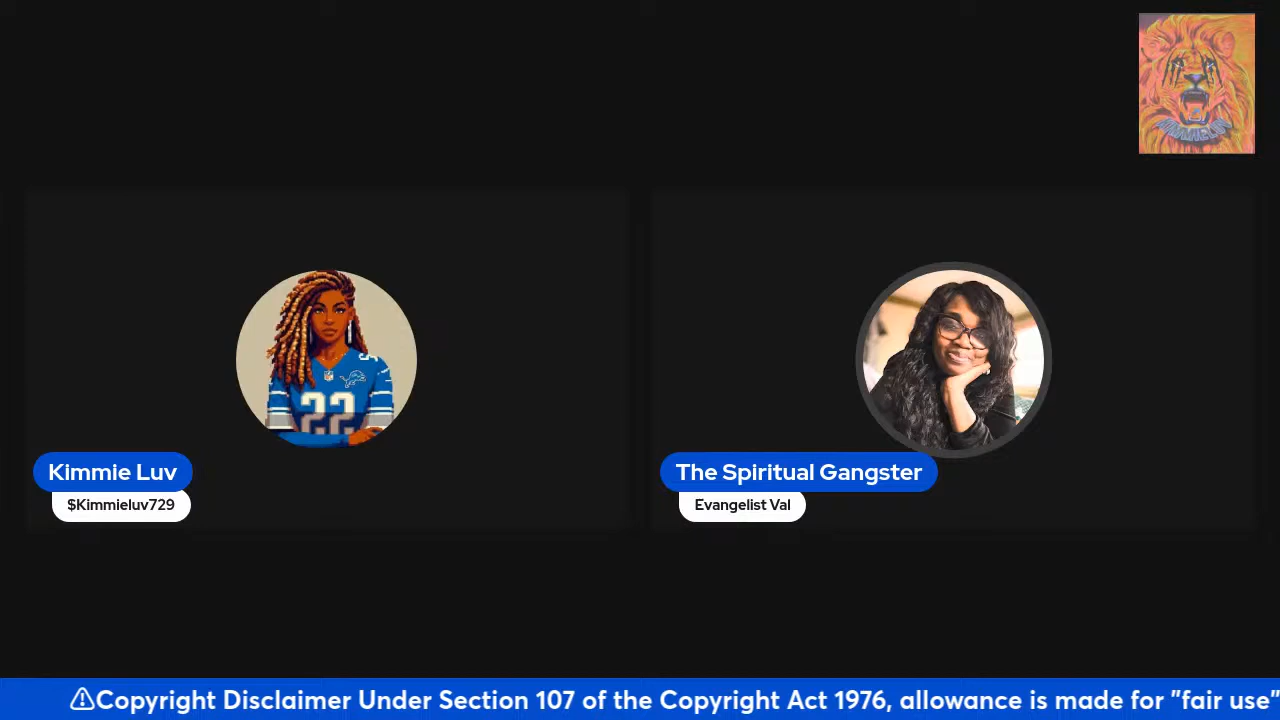 22
Kimmie Luv
$Kimmieluv729
The Spiritual Gangster
Evangelist Val
⚠Copyright Disclaimer Under Section 107 of the Copyright Act 1976, allowance is made for "fair use"